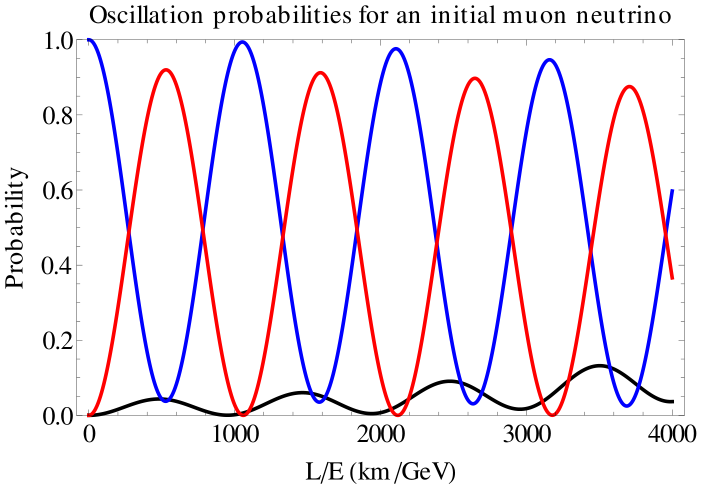 Oscillation probabilities for an initial muon neutrino
1.0
0.8
0.6
0.4
0.2
0.0
Probability
0 1000 2000 3000 4000
L/E (km/GeV)